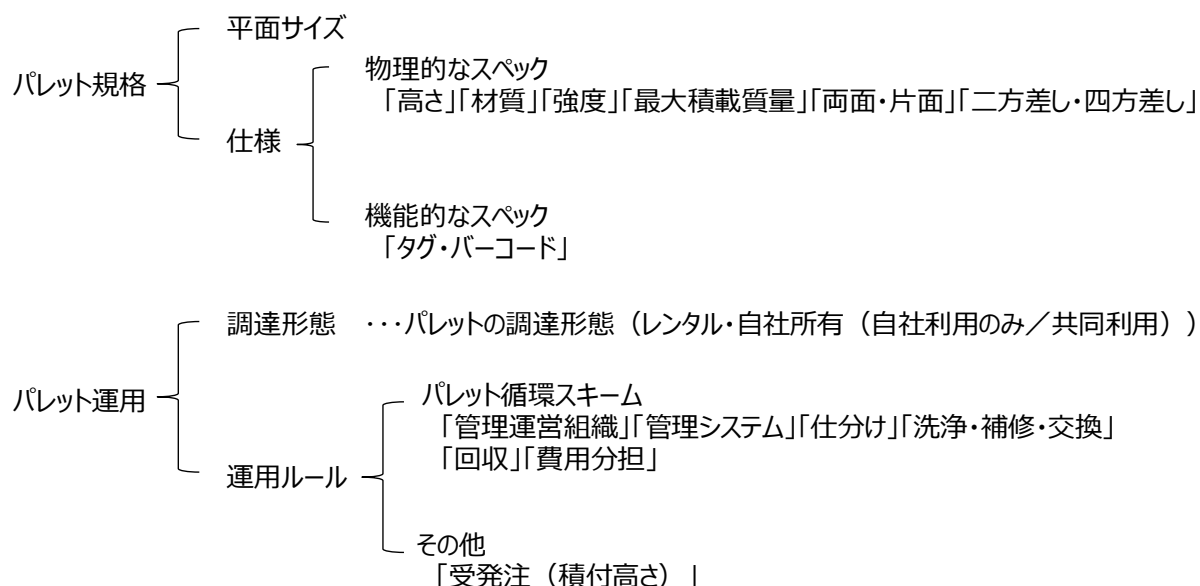 平面サイズ
パレット規格
物理的なスペック
「高さ」「材質」「強度」「最大積載質量」「両面・片面」「二方差し・四方差し」
仕様
機能的なスペック
「タグ・バーコード」
調達形態 ・・・パレットの調達形態（レンタル・自社所有（自社利用のみ／共同利用））
パレット運用
パレット循環スキーム
「管理運営組織」「管理システム」「仕分け」「洗浄・補修・交換」
「回収」「費用分担」
運用ルール
その他
「受発注（積付高さ）」